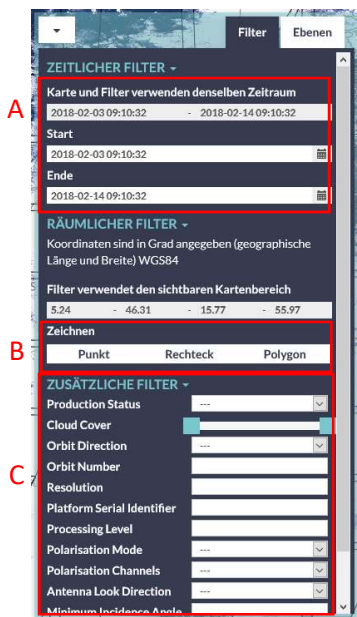 Filter Ebenen
ZEITLICHER FILTER
A
Karte und Filter verwenden denselben Zeitraum
2018-02-03 09:10:32 - 2018-02-14 09:10:32
Start
2018-02-03 09:10:32
Ende
2018-02-14 09:10:32
RÄUMLICHER FILTER
Koordinaten sind in Grad angegeben (geographische
Länge und Breite) WGS84
Filter verwendet den sichtbaren Kartenbereich
5.24 - 46.31 - 15.77 - 55.97
B
Zeichnen
Punkt Rechteck Polygon
C
ZUSÄTZLICHE FILTER
Production Status ---
Cloud Cover
Orbit Direction ---
Orbit Number
Resolution
Platform Serial Identifier
Processing Level
Polarisation Mode ---
Polarisation Channels ---
Antenna Look Direction ---
Minimum Incidence Angle